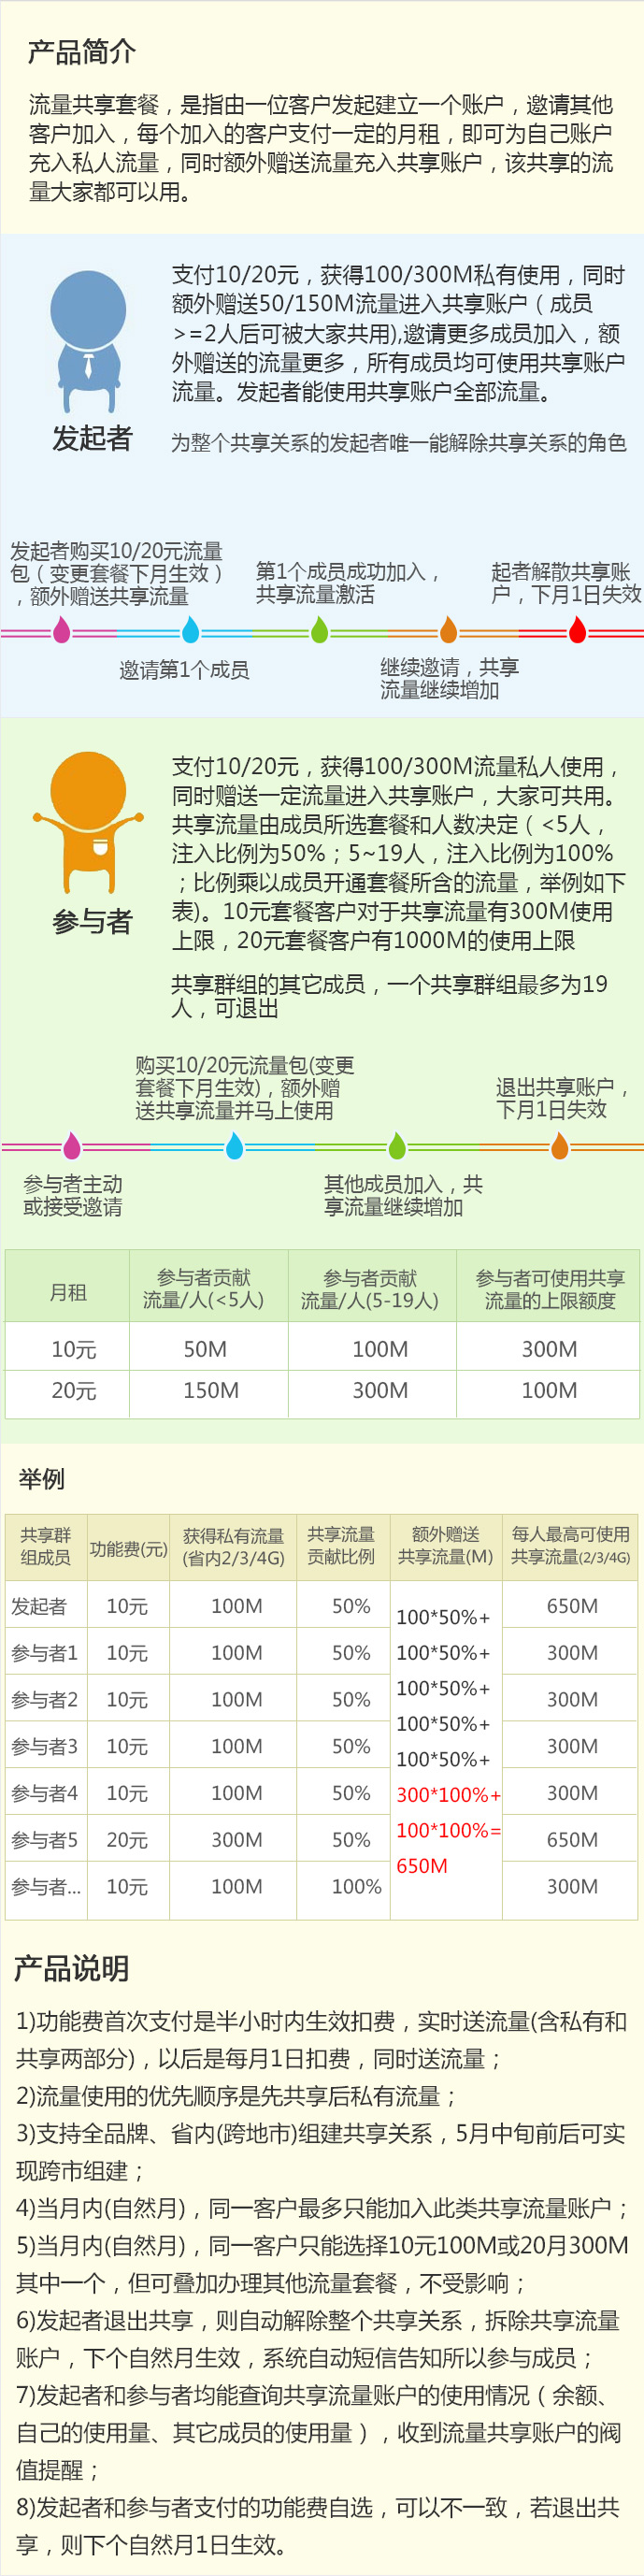 产品简介
流量共享套餐，是指由一位客户发起建立一个账户，邀请其他
客户加入，每个加入的客户支付一定的月租，即可为自己账户
充入私人流量，同时额外赠送流量充入共享账户，该共享的流
量大家都可以用。
支付10/20元，获得100/300M私有使用，同时
额外赠送50/150M流量进入共享账户（成员
>=2人后可被大家共用),邀请更多成员加入，额
外赠送的流量更多，所有成员均可使用共享账户
流量。发起者能使用共享账户全部流量。
发起者
为整个共享关系的发起者唯一能解除共享关系的角色
发起者购买10/20元流量
包（变更套餐下月生效）
，额外赠送共享流量
第1个成员成功加入，
共享流量激活
起者解散共享账
户，下月1日失效
邀请第1个成员
继续邀请，共享
流量继续增加
支付10/20元，获得100/300M流量私人使用，
同时赠送一定流量进入共享账户，大家可共用。
共享流量由成员所选套餐和人数决定（<5人，
注入比例为50%；5~19人，注入比例为100%
；比例乘以成员开通套餐所含的流量，举例如下
表)。10元套餐客户对于共享流量有300M使用
上限，20元套餐客户有1000M的使用上限
参与者
共享群组的其它成员，一个共享群组最多为19
人，可退出
购买10/20元流量包(变更
套餐下月生效)，额外赠
送共享流量并马上使用
退出共享账户，
下月1日失效
参与者主动
或接受邀请
其他成员加入，共
享流量继续增加
月租 参与者贡献 参与者贡献 参与者可使用共享
流量/人(<5人) 流量/人(5-19人) 流量的上限额度
10元 50M 100M 300M
20元 150M 300M 100M
举例
共享群 功能费(元) 获得私有流量 共享流量 额外赠送 每人最高可使用
组成员 (省内2/3/4G) 贡献比例 共享流量(M) 共享流量(2/3/4G)
发起者 10元 100M 50% 100*50%+ 650M
参与者1 10元 100M 50% 100*50%+ 300M
参与者2 10元 100M 50% 100*50%+ 300M
参与者3 10元 100M 50% 100*50%+ 300M
100*50%+
参与者4 10元 100M 50% 300*100%+ 300M
参与者5 20元 300M 50% 100*100%= 650M
650M
参与者... 10元 100M 100% 300M
产品说明
1)功能费首次支付是半小时内生效扣费，实时送流量(含私有和
共享两部分)，以后是每月1日扣费，同时送流量；
2)流量使用的优先顺序是先共享后私有流量；
3)支持全品牌、省内(跨地市)组建共享关系，5月中旬前后可实
现跨市组建；
4)当月内(自然月)，同一客户最多只能加入此类共享流量账户；
5)当月内(自然月)，同一客户只能选择10元100M或20月300M
其中一个，但可叠加办理其他流量套餐，不受影响；
6)发起者退出共享，则自动解除整个共享关系，拆除共享流量
账户，下个自然月生效，系统自动短信告知所以参与成员；
7)发起者和参与者均能查询共享流量账户的使用情况（余额、
自己的使用量、其它成员的使用量），收到流量共享账户的阀
值提醒；
8)发起者和参与者支付的功能费自选，可以不一致，若退出共
享，则下个自然月1日生效。